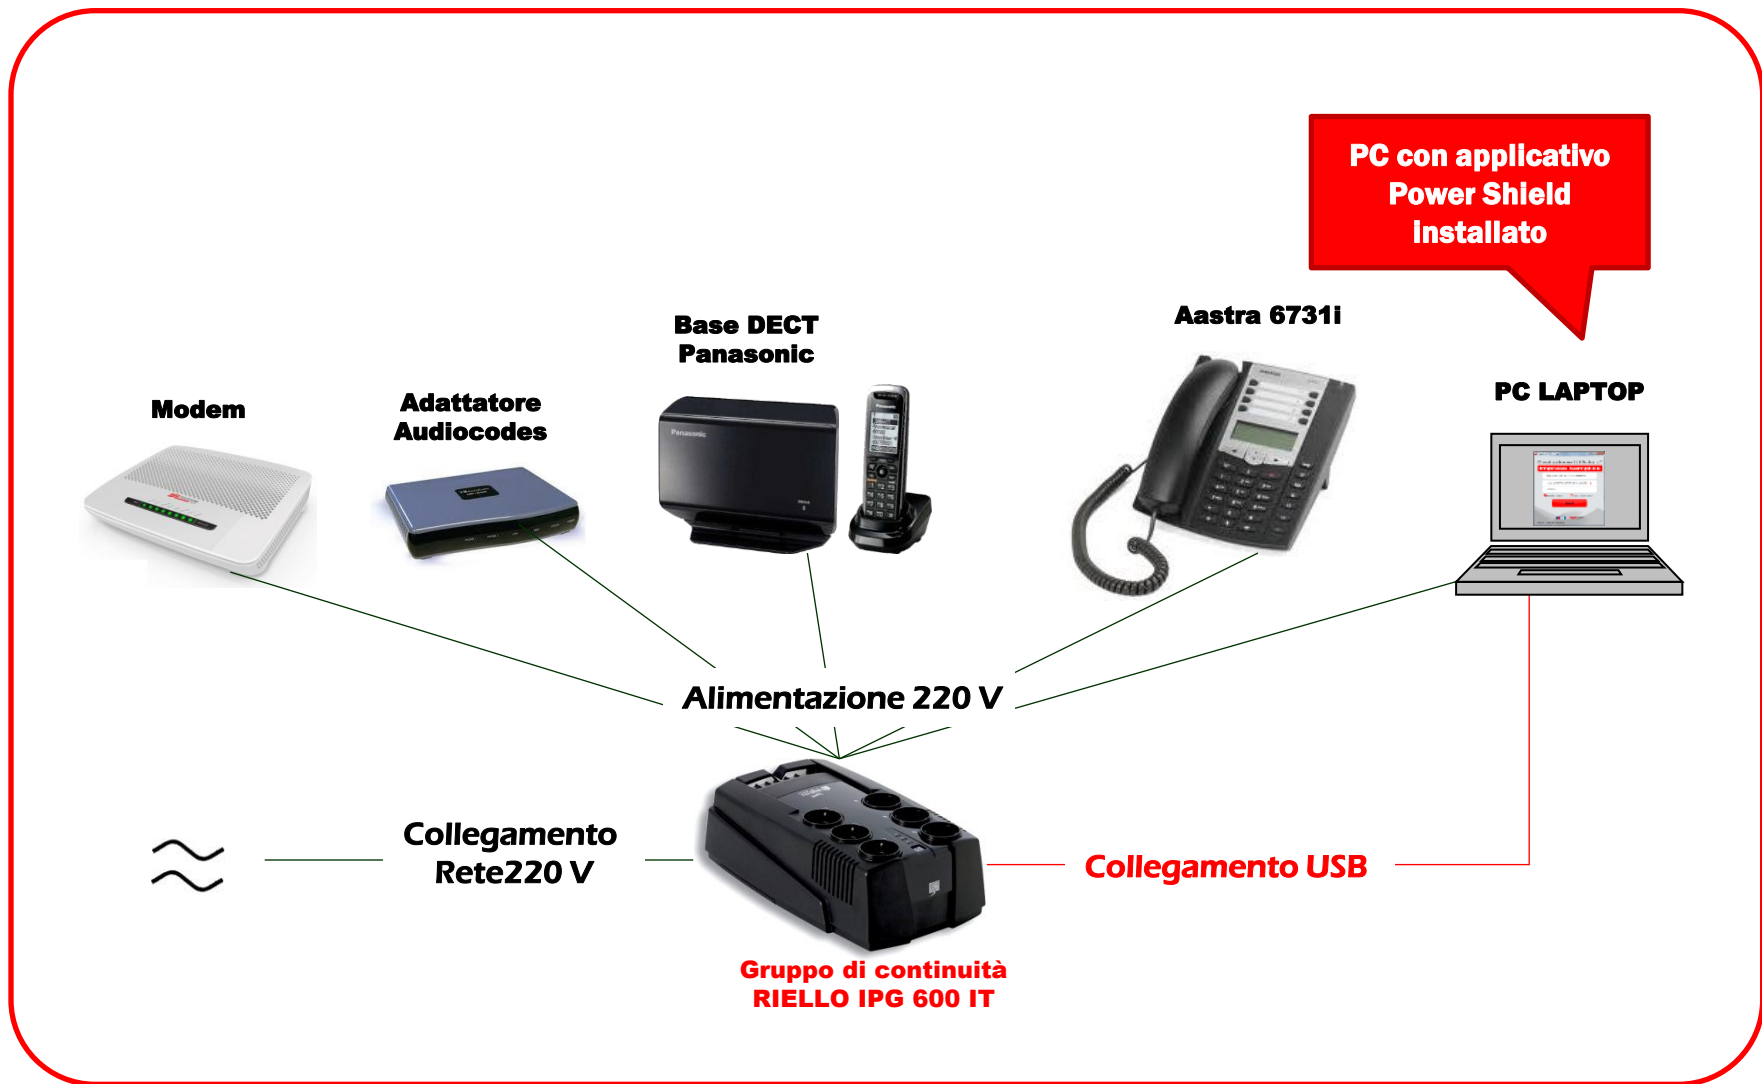 PC con applicativo
Power Shield
installato
Aastra 6731i
Base DECT
Panasonic
PC LAPTOP
Modem
Adattatore
Audiocodes
Panasonic
Alimentazione 220 V
Collegamento
Rete220 V
Collegamento USB
Gruppo di continuità
RIELLO IPG 600 IT